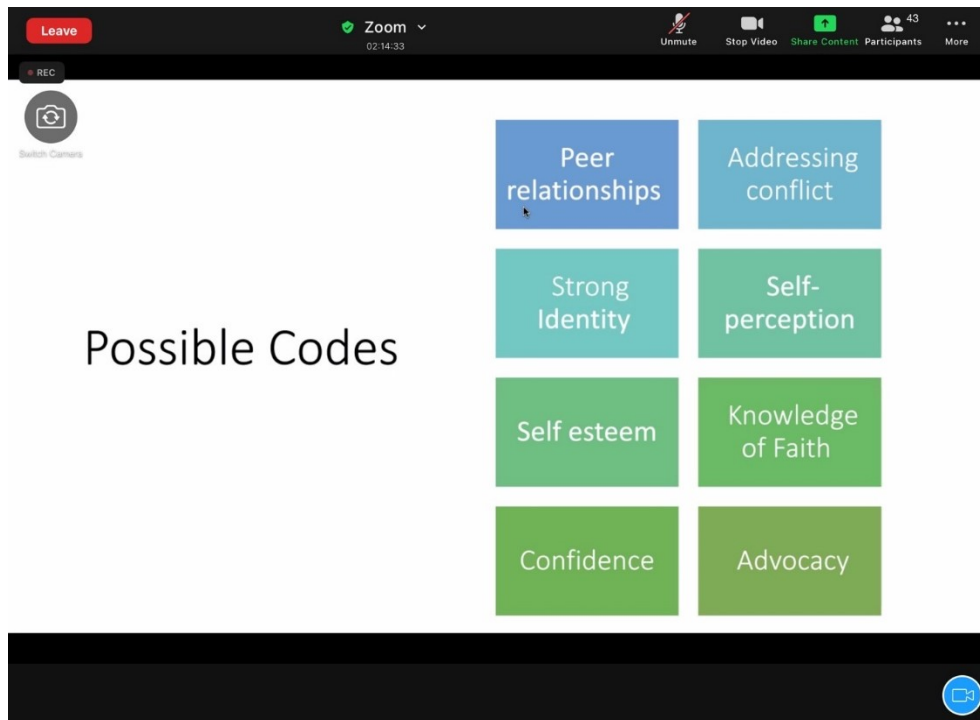 Leave
Zoom
02:14:33
Unmute
Stop Video
Share Content
Participants
43
More
REC
Switch Camera
Possible Codes
Peer
relationships
Addressing
conflict
Strong
Identity
Self-
perception
Self esteem
Knowledge
of Faith
Confidence
Advocacy